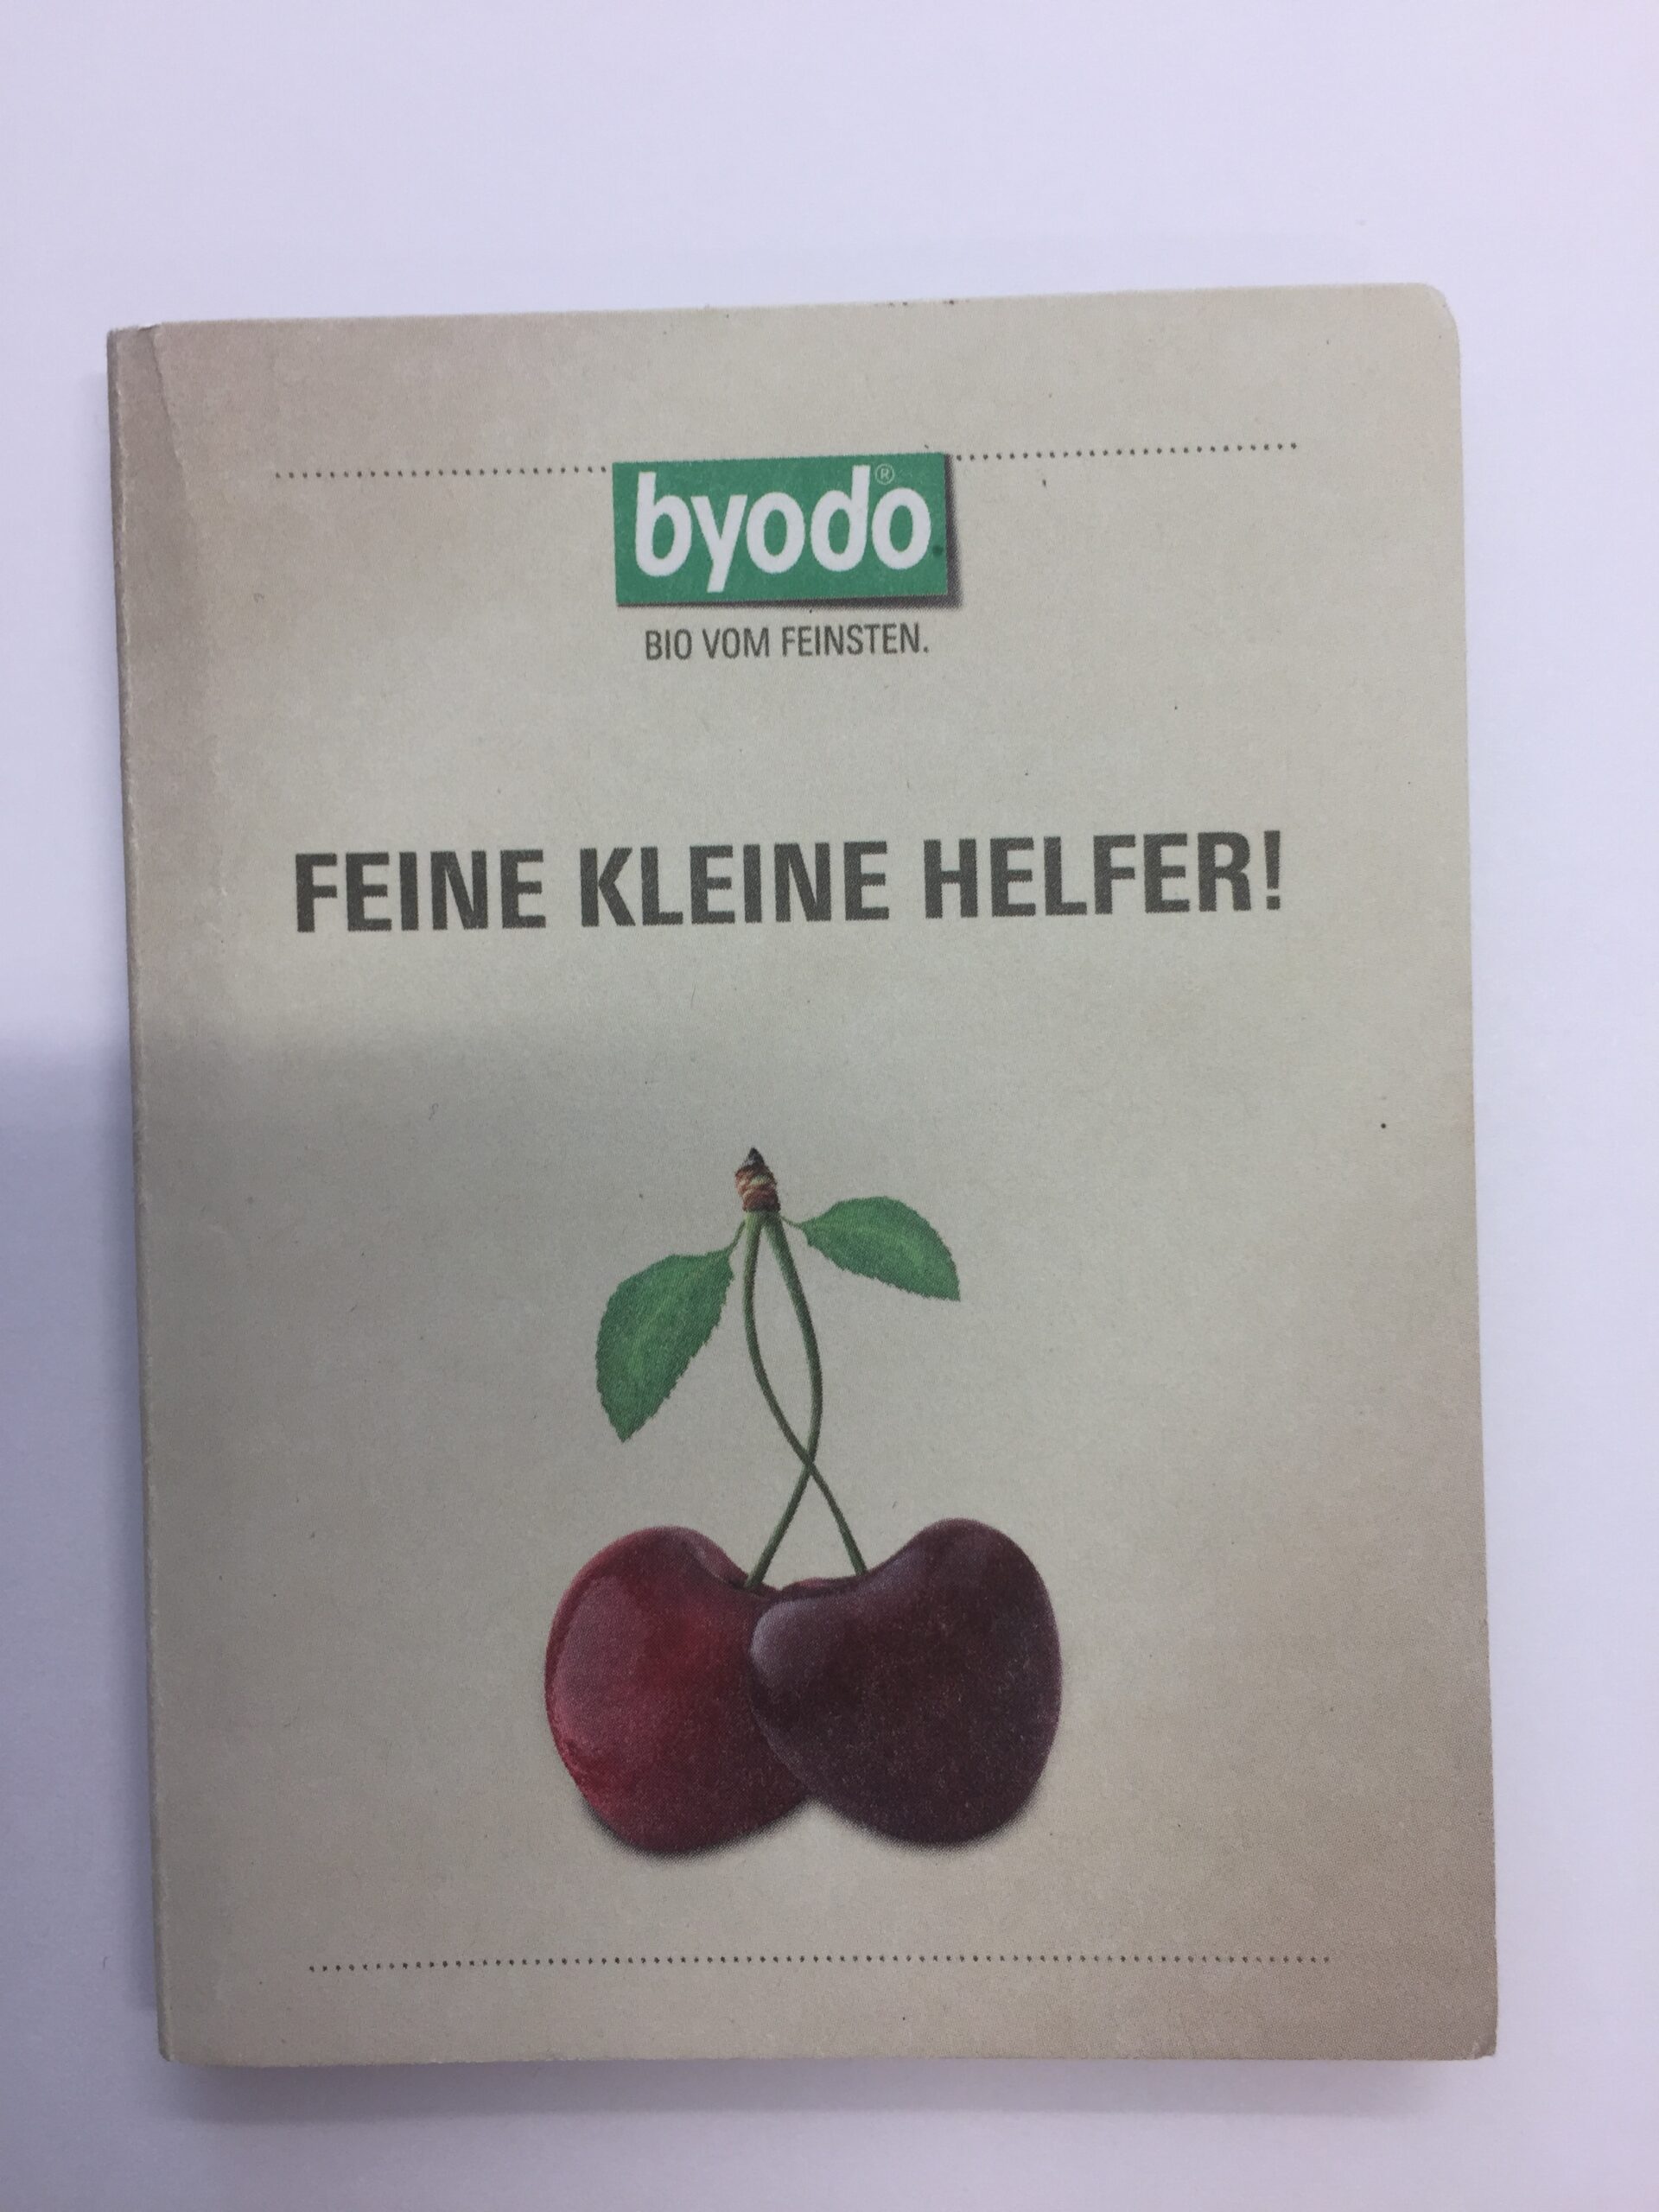 byodo®
BIO VOM FEINSTEN.
FEINE KLEINE HELFER!